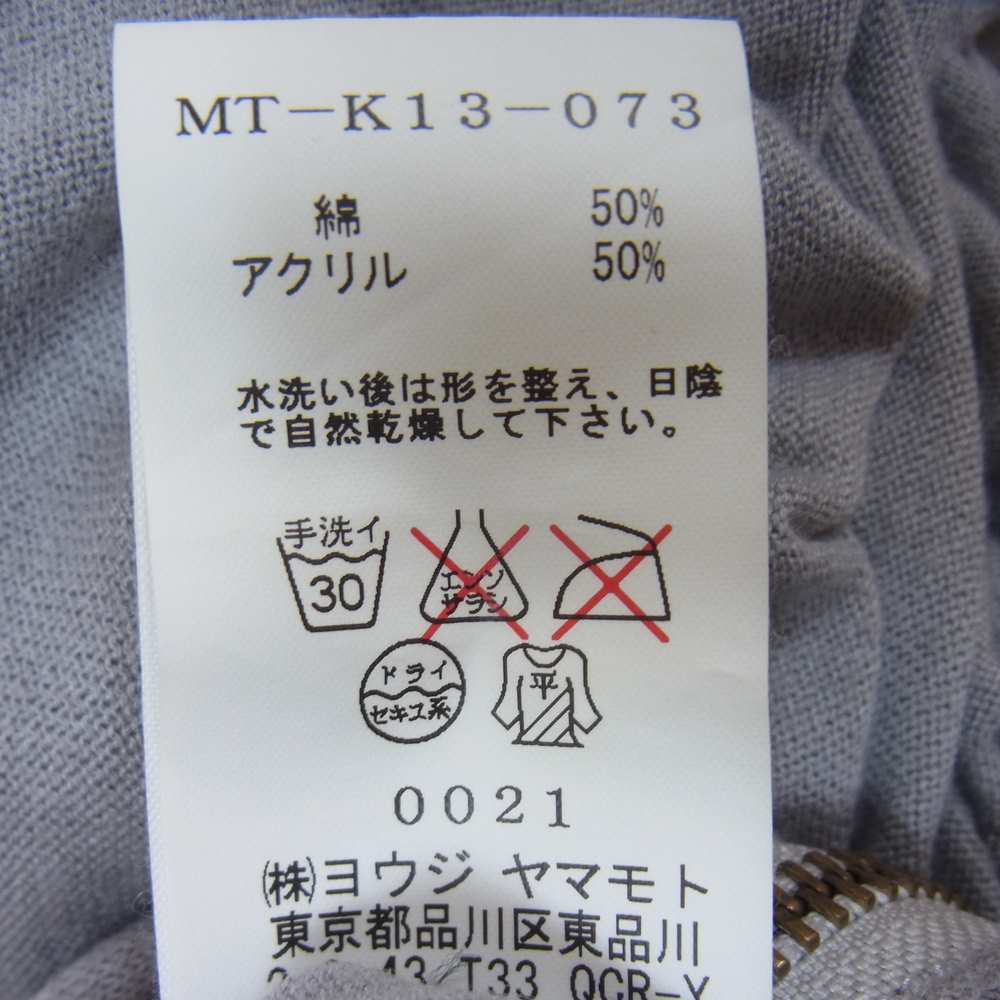 MT－K13－073
綿 50%
アクリル 50%
水洗い後は形を整え、日陰
で自然乾燥して下さい。
手洗イ
30
エンソ
サラシ
ドライ
セキユ系
平
0021
㈱ヨウジ ヤマモト
東京都品川区東品川
43/T33 QCR-Y